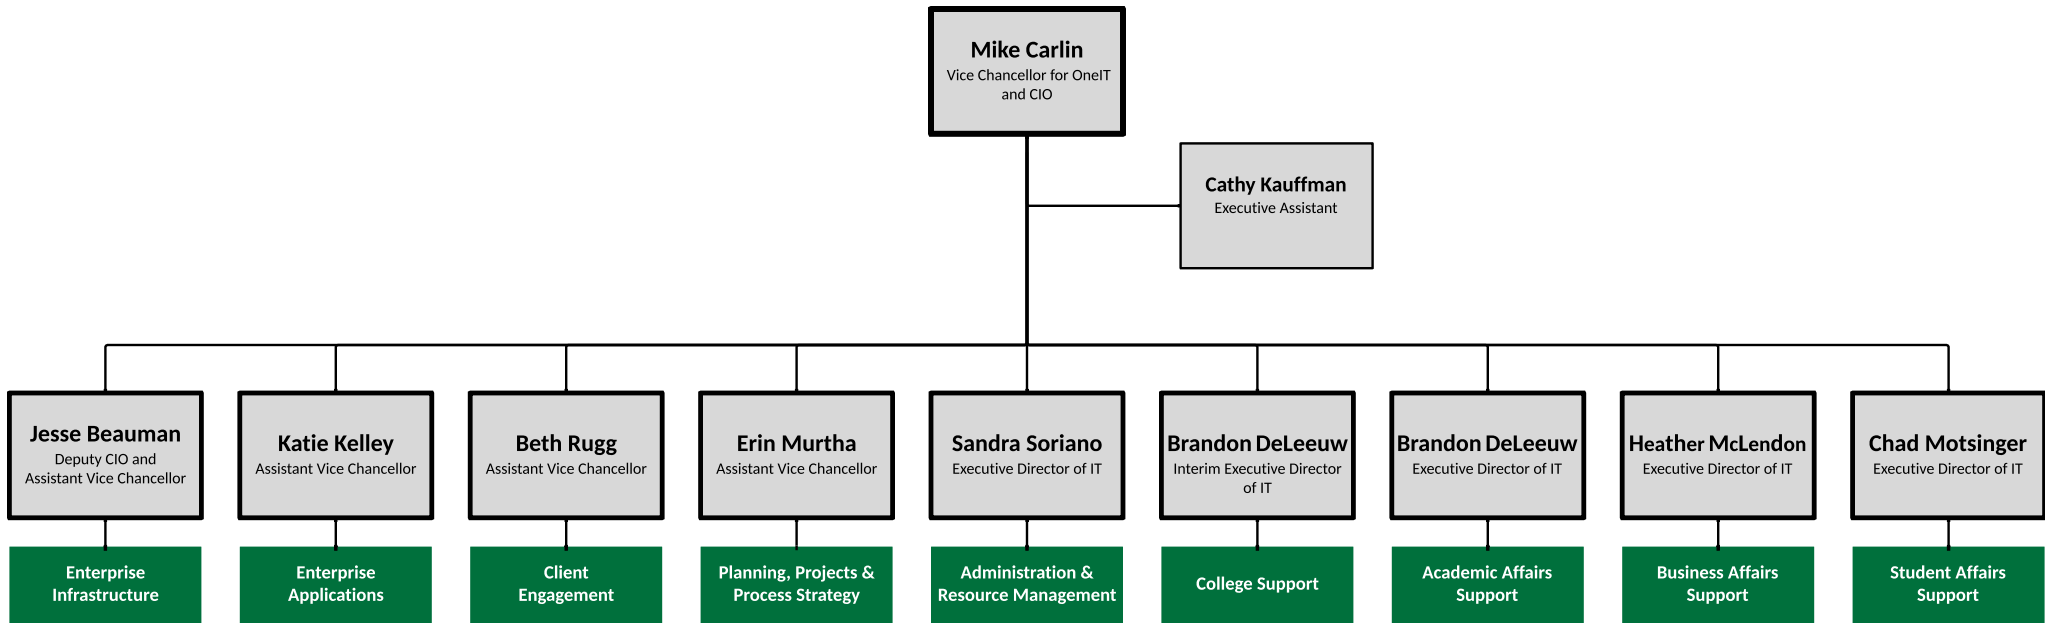 Mike Carlin
Vice Chancellor for OneIT
and CIO
Cathy Kauffman
Executive Assistant
Jesse Beauman
Deputy CIO and
Assistant Vice Chancellor
Katie Kelley
Assistant Vice Chancellor
Beth Rugg
Assistant Vice Chancellor
Erin Murtha
Assistant Vice Chancellor
Sandra Soriano
Executive Director of IT
Brandon DeLeeuw
Interim Executive Director
of IT
Brandon DeLeeuw
Executive Director of IT
Heather McLendon
Executive Director of IT
Chad Motsinger
Executive Director of IT
Enterprise
Infrastructure
Enterprise
Applications
Client
Engagement
Planning, Projects &
Process Strategy
Administration &
Resource Management
College Support
Academic Affairs
Support
Business Affairs
Support
Student Affairs
Support